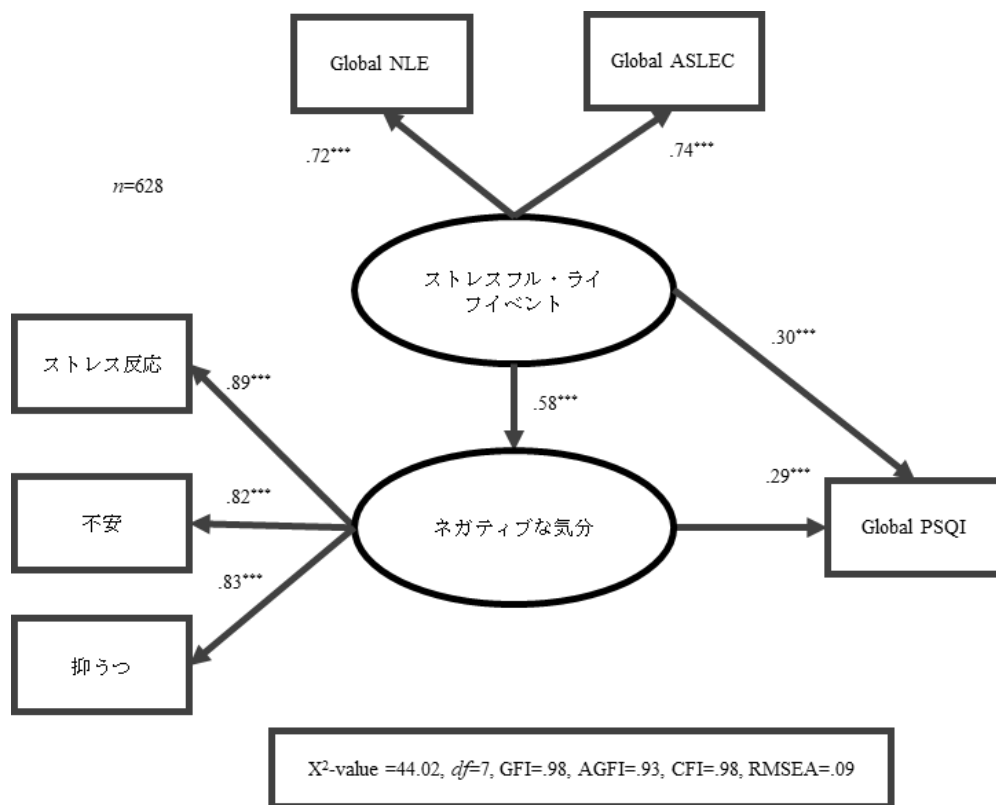 Global NLE
Global ASLEC
.72***
.74***
n=628
ストレスフル・ライ
フイベント
ストレス反応
.30***
.89***
.58***
.82***
.29***
不安
ネガティブな気分
Global PSQI
.83***
抑うつ
X²-value =44.02, df=7, GFI=.98, AGFI=.93, CFI=.98, RMSEA=.09